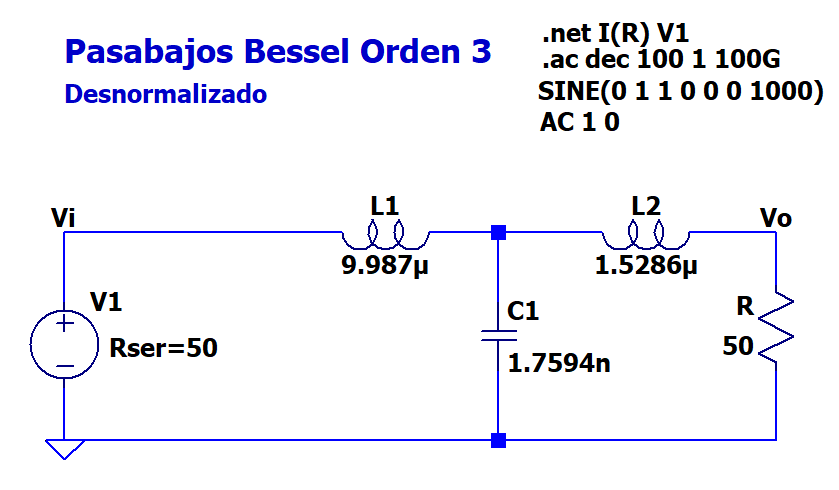 Pasabajos Bessel Orden 3
Desnormalizado
.net I(R) V1
.ac dec 100 1 100G
SINE(0 1 1 0 0 0 1000)
AC 1 0
Vi
L1
9.987µ
L2
1.5286µ
Vo
V1
Rser=50
C1
1.7594n
R
50